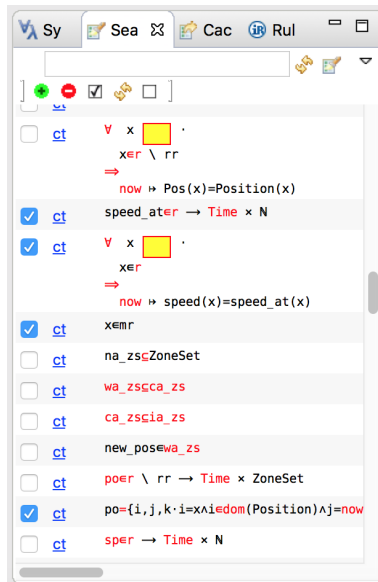 ∀λ Sy Sea Cac iR Rul
ct
ct ∀ x ·
x∈r \ rr
⇒
now ↦ Pos(x)=Position(x)
ct speed_at∈r → Time × ℕ
ct ∀ x ·
x∈r
⇒
now ↦ speed(x)=speed_at(x)
ct x∈mr
ct na_zs⊆ZoneSet
ct wa_zs⊆ca_zs
ct ca_zs⊆ia_zs
ct new_pos∈wa_zs
ct po∈r \ rr → Time × ZoneSet
ct po={i,j,k·i=x∧i∈dom(Position)∧j=now
ct sp∈r → Time × ℕ